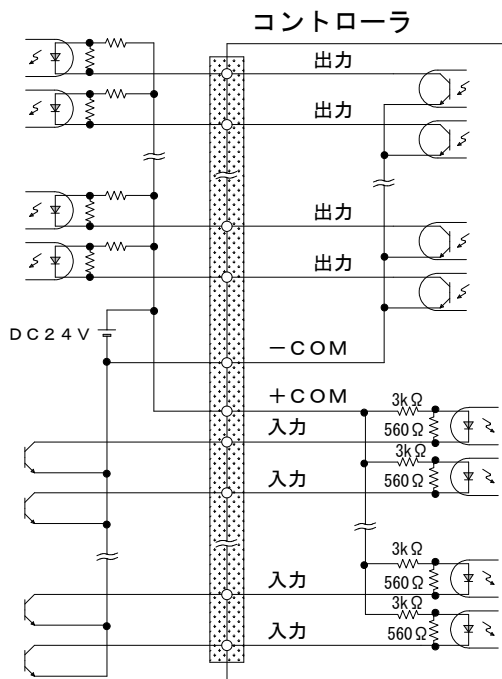 コントローラ
出力
出力
出力
出力
DC24V
-COM
+COM
入力
3kΩ
560Ω
3kΩ
入力
560Ω
3kΩ
入力
560Ω
3kΩ
入力
560Ω